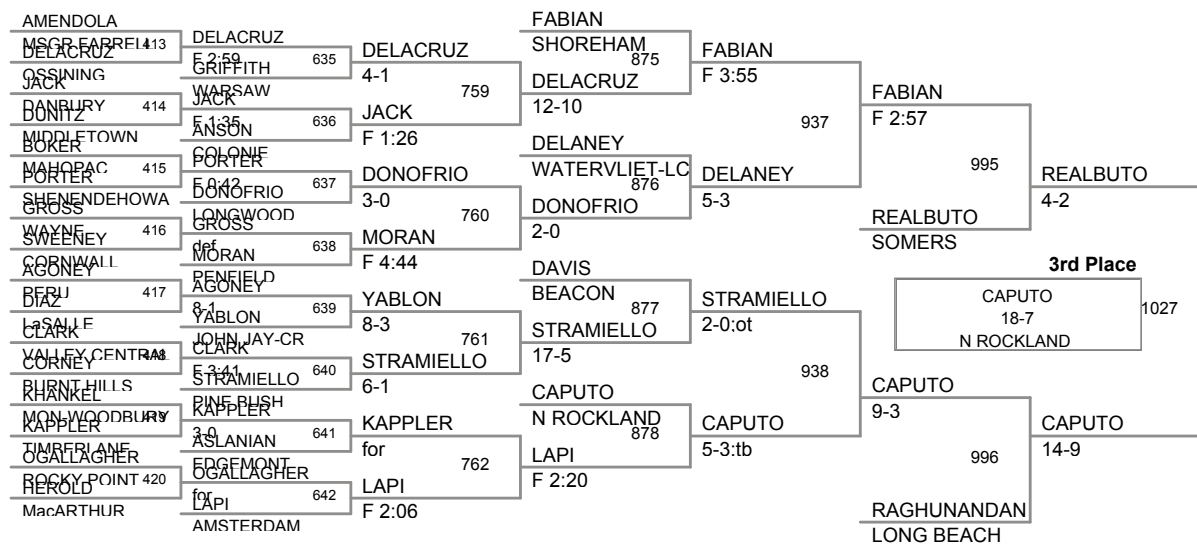 AMENDOLA
MSGR FARRELL
413
DELACRUZ
OSSINING
JACK
DANBURY
414
DUNITZ
MIDDLETOWN
BOKER
MAHOPAC
415
PORTER
SHENENDEHOWA
GROSS
WAYNE
416
SWEENEY
CORNWALL
AGONEY
PERU
417
DIAZ
LaSALLE
CLARK
VALLEY CENTRAL
418
CORNEY
BURNT HILLS
KHANKEL
MON-WOODBURY
419
KAPPLER
TIMBERLANE
OGALLAGHER
ROCKY POINT
420
HEROLD
MacARTHUR
DELACRUZ
F 2:59
635
GRIFFITH
WARSAW
JACK
F 1:35
636
ANSON
COLONIE
PORTER
F 0:42
637
DONOFRIO
LONGWOOD
GROSS
def
638
MORAN
PENFIELD
AGONEY
8-1
639
YABLON
JOHN JAY-CR
CLARK
F 3:41
640
STRAMIELLO
PINE BUSH
KAPPLER
3-0
641
ASLANIAN
EDGEMONT
OGALLAGHER
for
642
LAPI
AMSTERDAM
DELACRUZ
4-1
759
JACK
F 1:26
DONOFRIO
3-0
760
MORAN
F 4:44
YABLON
8-3
761
STRAMIELLO
6-1
KAPPLER
for
762
LAPI
F 2:06
FABIAN
SHOREHAM
875
DELACRUZ
12-10
DELANEY
WATERVLIET-LC
876
DONOFRIO
2-0
DAVIS
BEACON
877
STRAMIELLO
17-5
CAPUTO
N ROCKLAND
878
LAPI
F 2:20
FABIAN
F 3:55
937
DELANEY
5-3
STRAMIELLO
2-0:ot
938
CAPUTO
5-3:tb
FABIAN
F 2:57
995
REALBUTO
SOMERS
CAPUTO
9-3
996
RAGHUNANDAN
LONG BEACH
REALBUTO
4-2
3rd Place
CAPUTO
18-7
N ROCKLAND
1027
CAPUTO
14-9